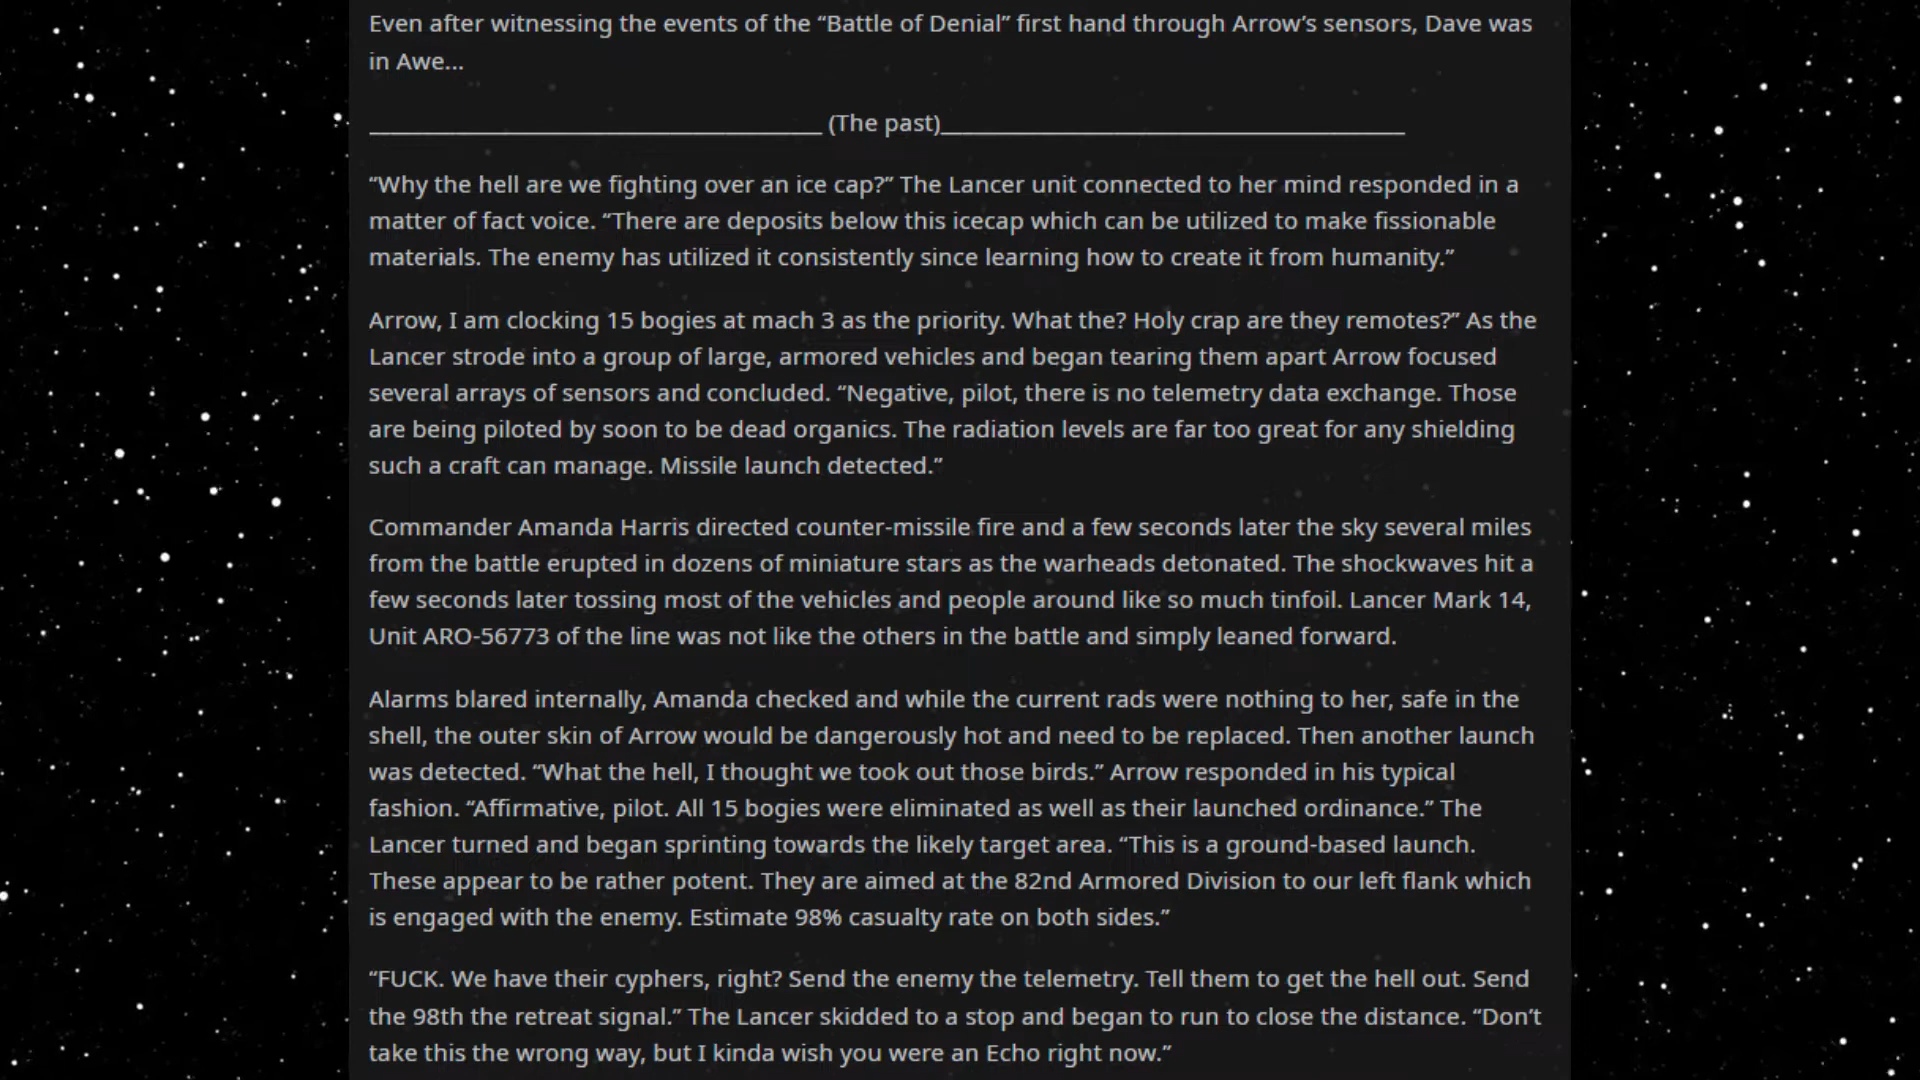 Even after witnessing the events of the “Battle of Denial” first hand through Arrow’s sensors, Dave was
in Awe...
_____________________________________ (The past)______________________________________
“Why the hell are we fighting over an ice cap?” The Lancer unit connected to her mind responded in a
matter of fact voice. “There are deposits below this icecap which can be utilized to make fissionable
materials. The enemy has utilized it consistently since learning how to create it from humanity.”
Arrow, I am clocking 15 bogies at mach 3 as the priority. What the? Holy crap are they remotes?” As the
Lancer strode into a group of large, armored vehicles and began tearing them apart Arrow focused
several arrays of sensors and concluded. “Negative, pilot, there is no telemetry data exchange. Those
are being piloted by soon to be dead organics. The radiation levels are far too great for any shielding
such a craft can manage. Missile launch detected.”
Commander Amanda Harris directed counter-missile fire and a few seconds later the sky several miles
from the battle erupted in dozens of miniature stars as the warheads detonated. The shockwaves hit a
few seconds later tossing most of the vehicles and people around like so much tinfoil. Lancer Mark 14,
Unit ARO-56773 of the line was not like the others in the battle and simply leaned forward.
Alarms blared internally, Amanda checked and while the current rads were nothing to her, safe in the
shell, the outer skin of Arrow would be dangerously hot and need to be replaced. Then another launch
was detected. “What the hell, I thought we took out those birds.” Arrow responded in his typical
fashion. “Affirmative, pilot. All 15 bogies were eliminated as well as their launched ordinance.” The
Lancer turned and began sprinting towards the likely target area. “This is a ground-based launch.
These appear to be rather potent. They are aimed at the 82nd Armored Division to our left flank which
is engaged with the enemy. Estimate 98% casualty rate on both sides.”
“FUCK. We have their cyphers, right? Send the enemy the telemetry. Tell them to get the hell out. Send
the 98th the retreat signal.” The Lancer skidded to a stop and began to run to close the distance. “Don’t
take this the wrong way, but I kinda wish you were an Echo right now.”